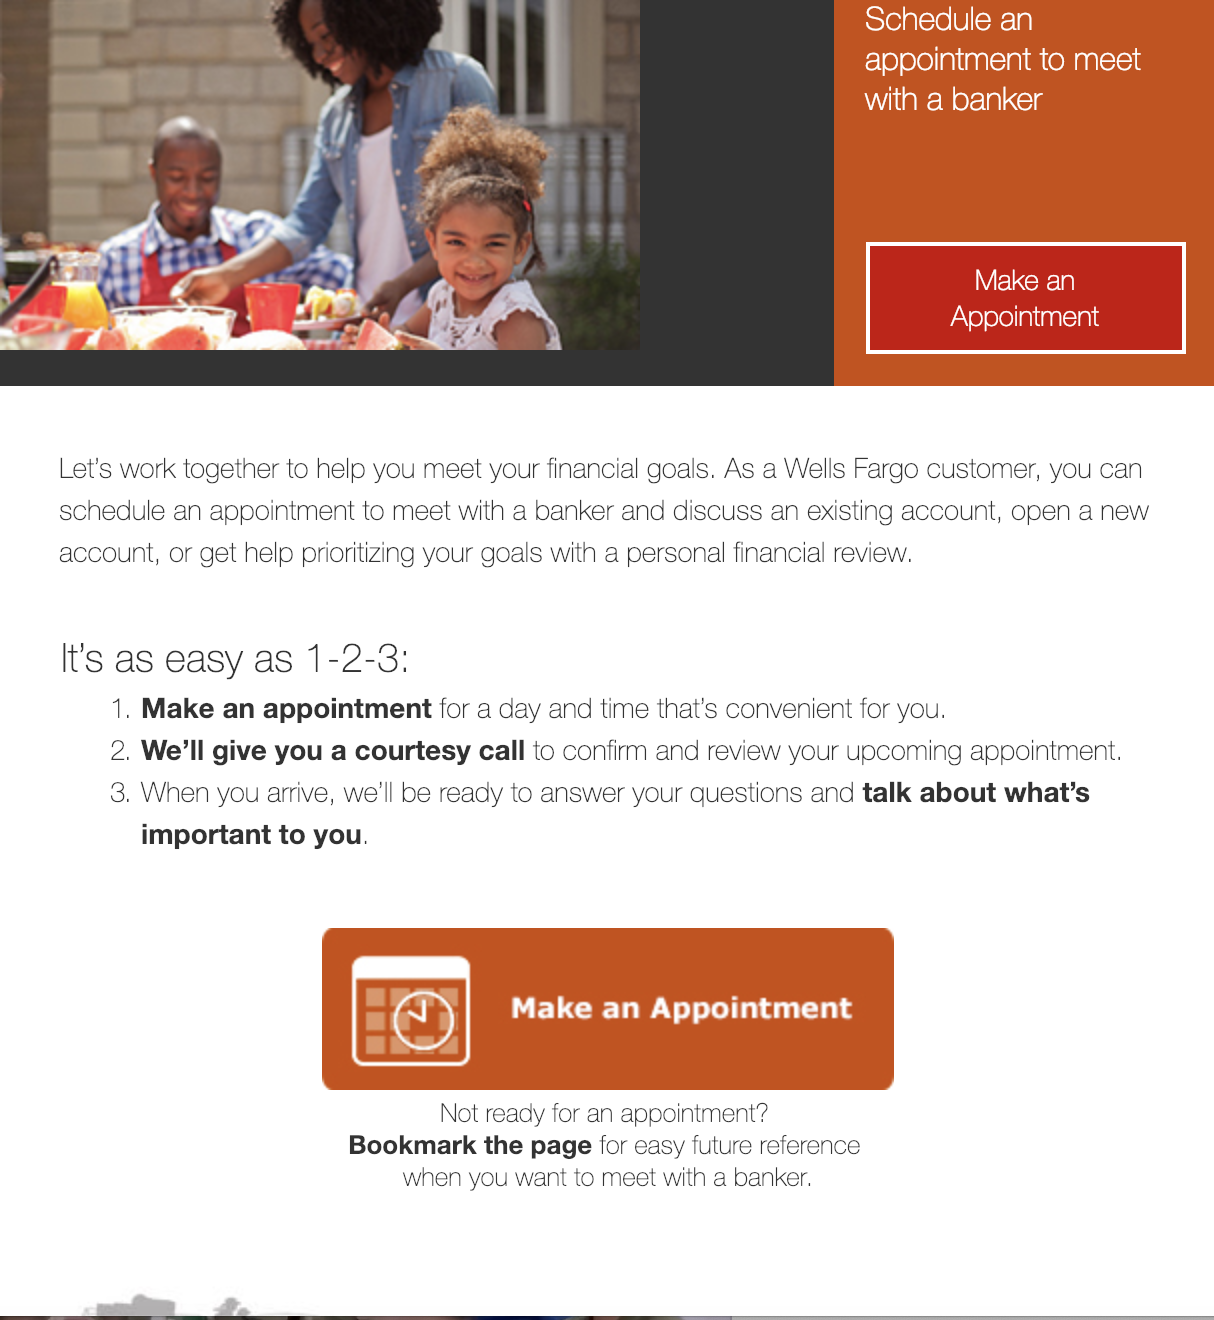 Schedule an
appointment to meet
with a banker
Make an
Appointment
Let’s work together to help you meet your financial goals. As a Wells Fargo customer, you can
schedule an appointment to meet with a banker and discuss an existing account, open a new
account, or get help prioritizing your goals with a personal financial review.
It’s as easy as 1-2-3:
1. Make an appointment for a day and time that’s convenient for you.
2. We’ll give you a courtesy call to confirm and review your upcoming appointment.
3. When you arrive, we’ll be ready to answer your questions and talk about what’s
important to you.
Make an Appointment
Not ready for an appointment?
Bookmark the page for easy future reference
when you want to meet with a banker.